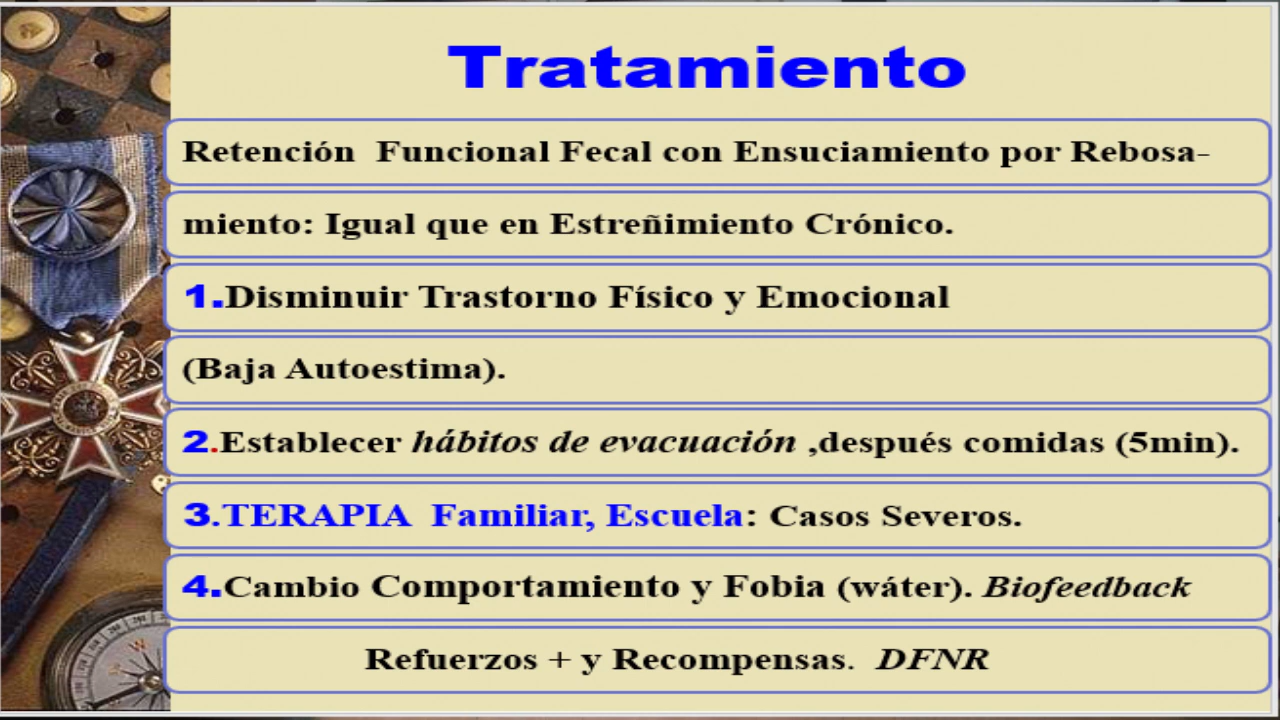 Tratamiento
Retención Funcional Fecal con Ensuciamiento por Rebosa-
miento: Igual que en Estreñimiento Crónico.
1.Disminuir Trastorno Físico y Emocional
(Baja Autoestima).
2.Establecer hábitos de evacuación ,después comidas (5min).
3.TERAPIA Familiar, Escuela: Casos Severos.
4.Cambio Comportamiento y Fobia (wáter). Biofeedback
Refuerzos + y Recompensas. DFNR